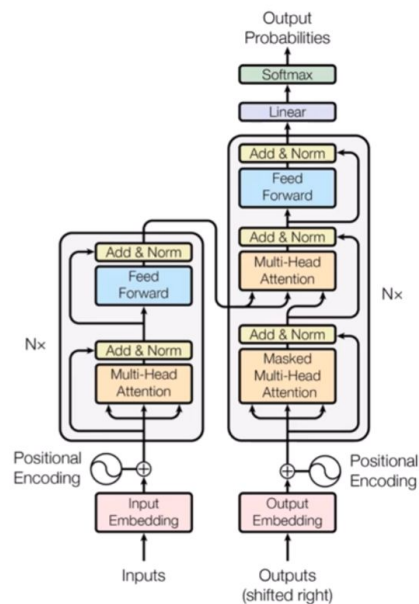 Output
Probabilities
Softmax
Linear
Add & Norm
Feed
Forward
Add & Norm
Multi-Head
Attention
Add & Norm
Masked
Multi-Head
Attention
Nx
Positional
Encoding
Output
Embedding
Outputs
(shifted right)
Add & Norm
Feed
Forward
Add & Norm
Multi-Head
Attention
Nx
Positional
Encoding
Input
Embedding
Inputs